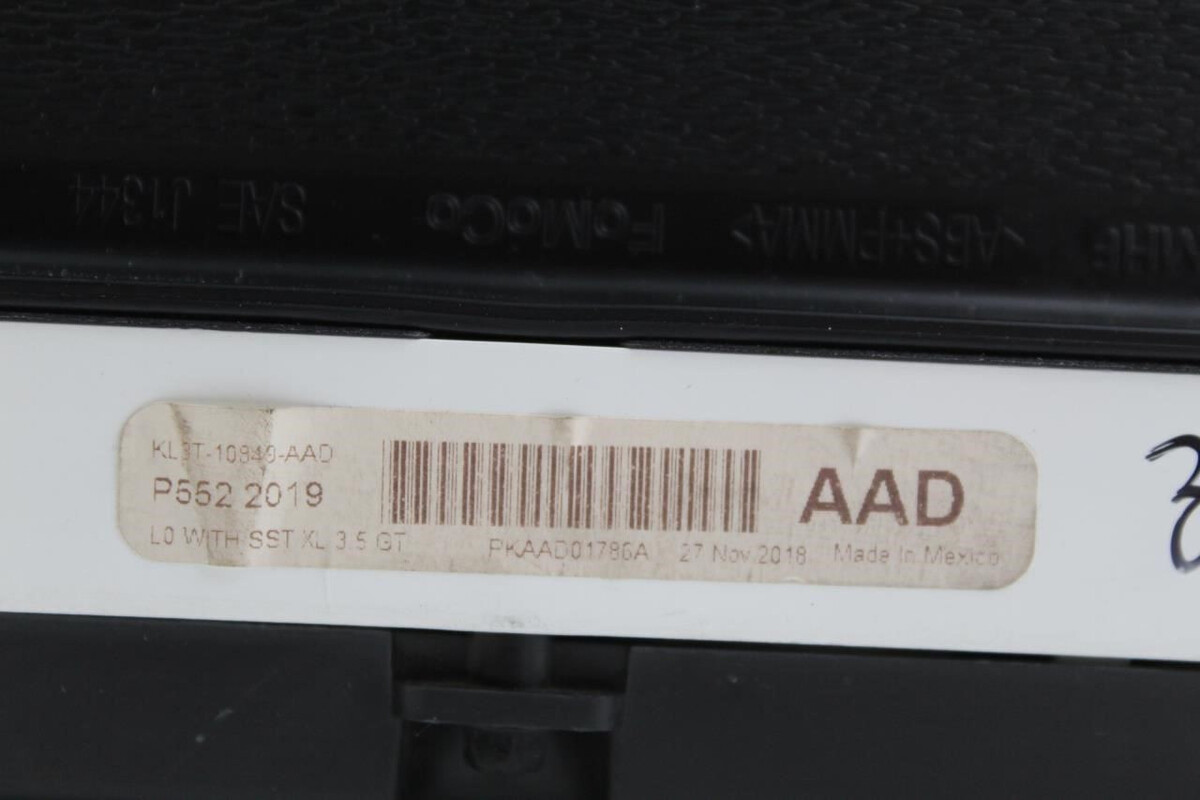 SAE J1344
FoMoCo
>ABS+PMMA<
KL3T-10849-AAD
P552 2019
L0 WITH SST XL 3.5 GT
PKAAD01786A
27 Nov 2018
Made In Mexico
AAD